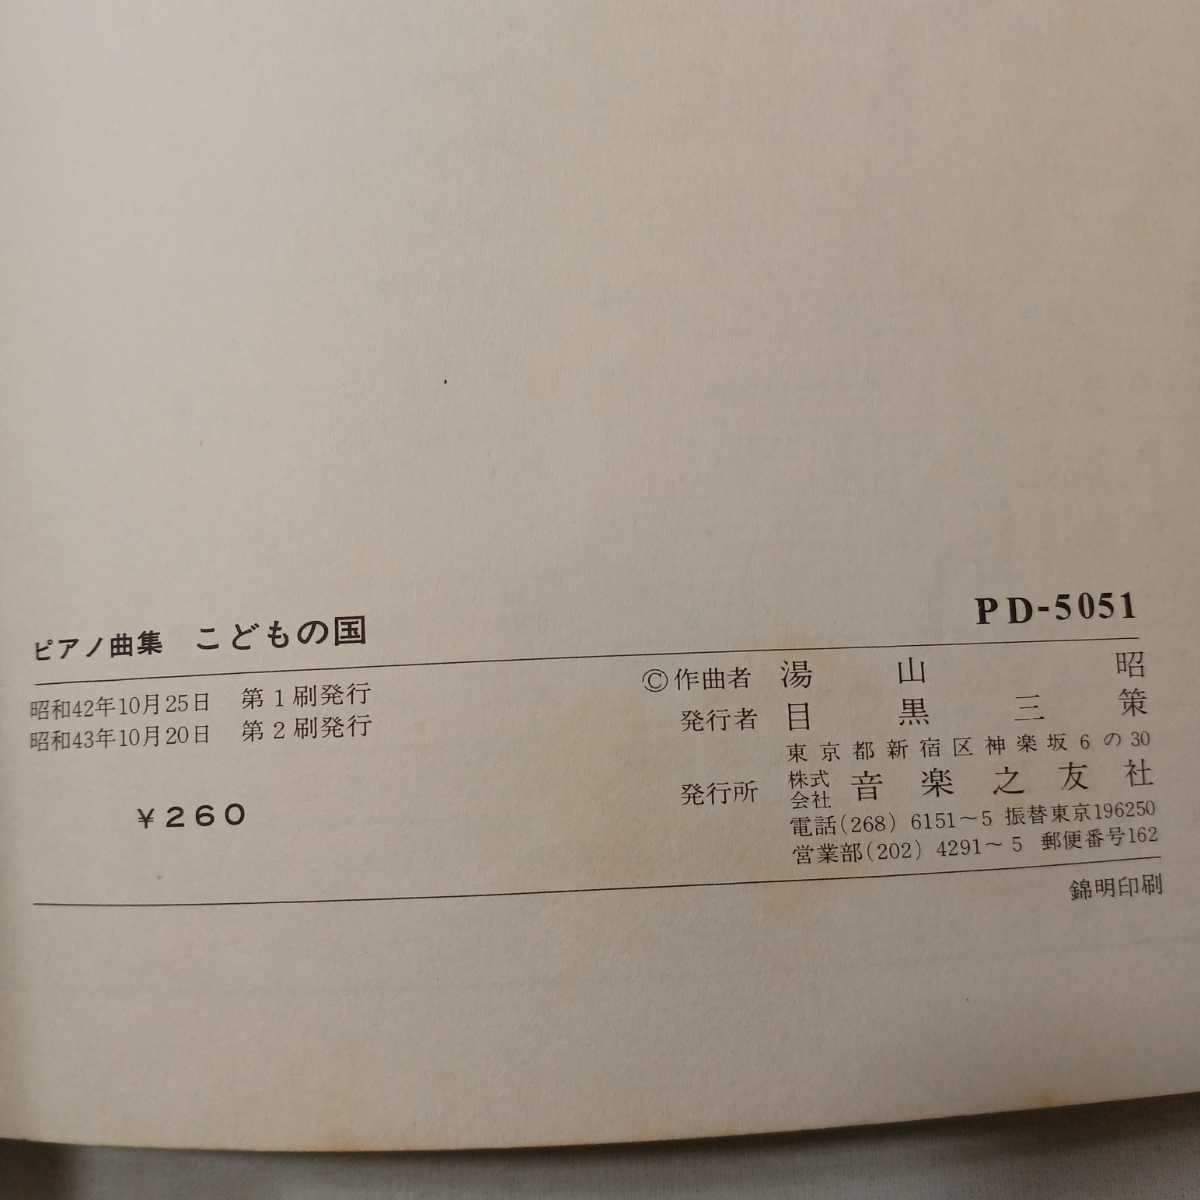 PD-5051
ピアノ曲集 こどもの国
昭和42年10月25日 第1刷発行
昭和43年10月20日 第2刷発行
¥260
©作曲者 湯山昭
発行者 目黒三策
東京都新宿区神楽坂6の30
発行所 株式会社 音楽之友社
電話(268) 6151～5 振替東京196250
営業部(202) 4291～5 郵便番号162
錦明印刷